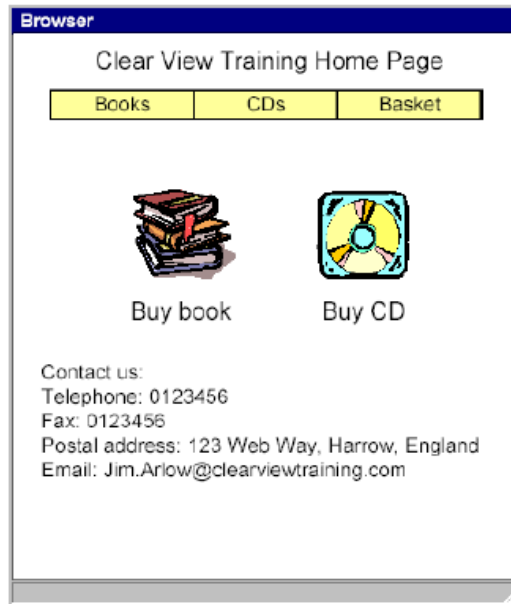 Browser
Clear View Training Home Page
Books CDs Basket
Buy book Buy CD
Contact us:
Telephone: 0123456
Fax: 0123456
Postal address: 123 Web Way, Harrow, England
Email: Jim.Arlow@clearviewtraining.com